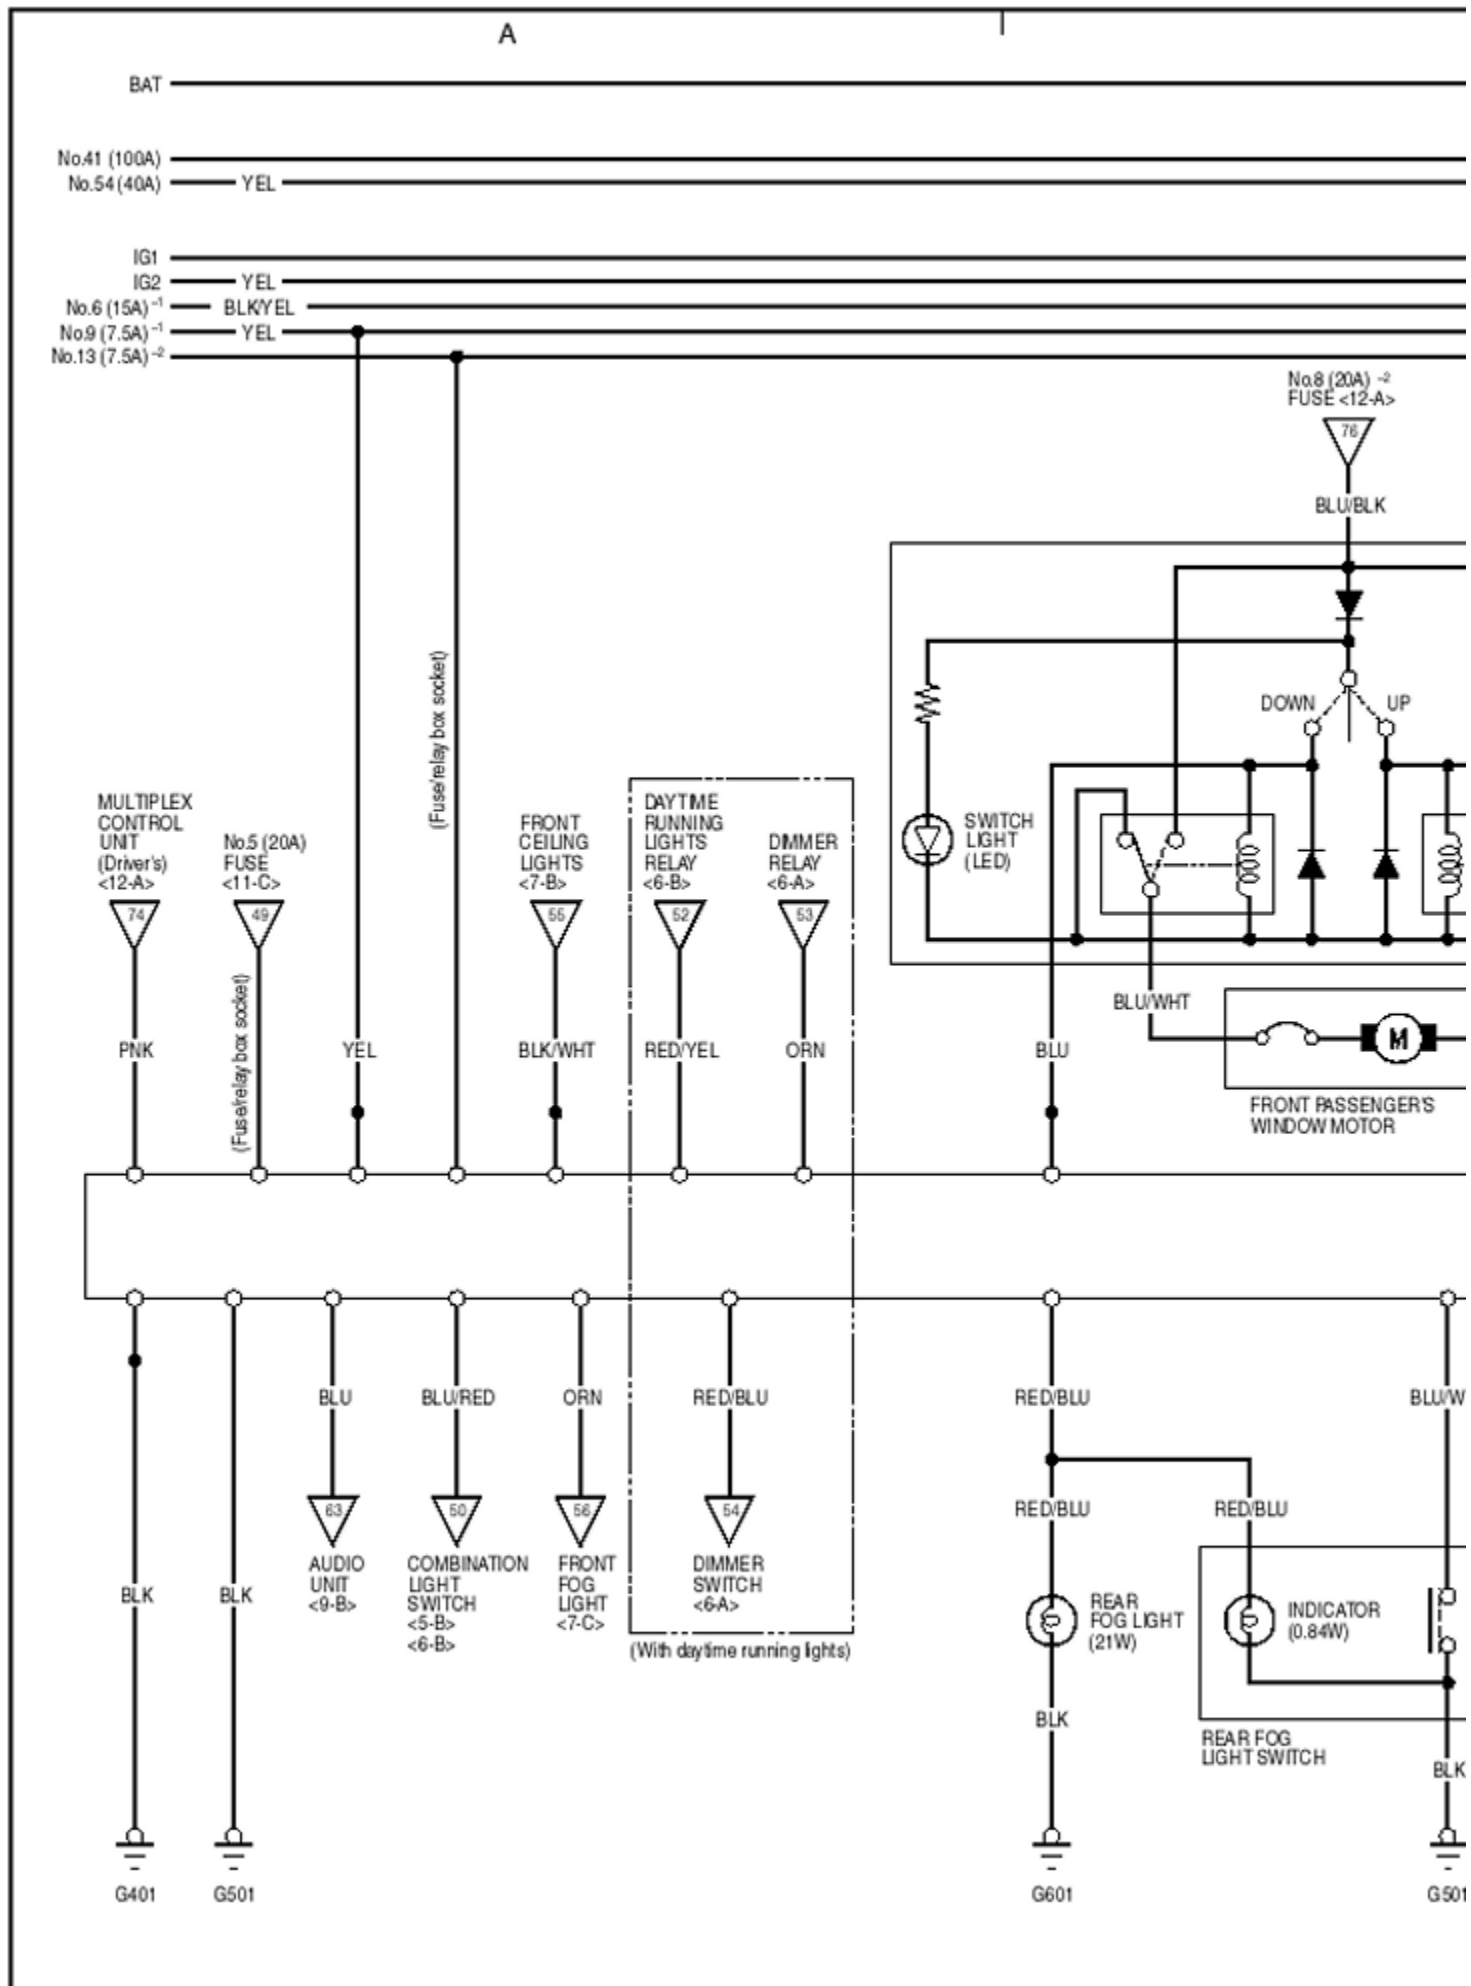 A
BAT
No.41 (100A)
No.54 (40A)
YEL
IG1
IG2
YEL
No.6 (15A) -1
BLK/YEL
No.9 (7.5A) -1
YEL
No.13 (7.5A) -2
No.8 (20A) -2
FUSE <12-A>
76
BLU/BLK
(Fuse/relay box socket)
DOWN
UP
MULTIPLEX
CONTROL
UNIT
(Driver's)
<12-A>
74
No.5 (20A)
FUSE
<11-C>
49
FRONT
CEILING
LIGHTS
<7-B>
55
DAYTIME
RUNNING
LIGHTS
RELAY
<6-B>
52
DIMMER
RELAY
<6-A>
53
SWITCH
LIGHT
(LED)
(Fuse/relay box socket)
PNK
YEL
BLK/WHT
RED/YEL
ORN
BLU
BLU/WHT
M
FRONT PASSENGER'S
WINDOW MOTOR
BLU
BLU/RED
ORN
RED/BLU
RED/BLU
BLU/W
RED/BLU
RED/BLU
63
50
56
54
AUDIO
UNIT
<9-B>
COMBINATION
LIGHT
SWITCH
<5-B>
<6-B>
FRONT
FOG
LIGHT
<7-C>
DIMMER
SWITCH
<6-A>
(With daytime running lights)
BLK
BLK
REAR
FOG LIGHT
(21W)
INDICATOR
(0.84W)
BLK
REAR FOG
LIGHT SWITCH
BLK
G401
G501
G601
G501